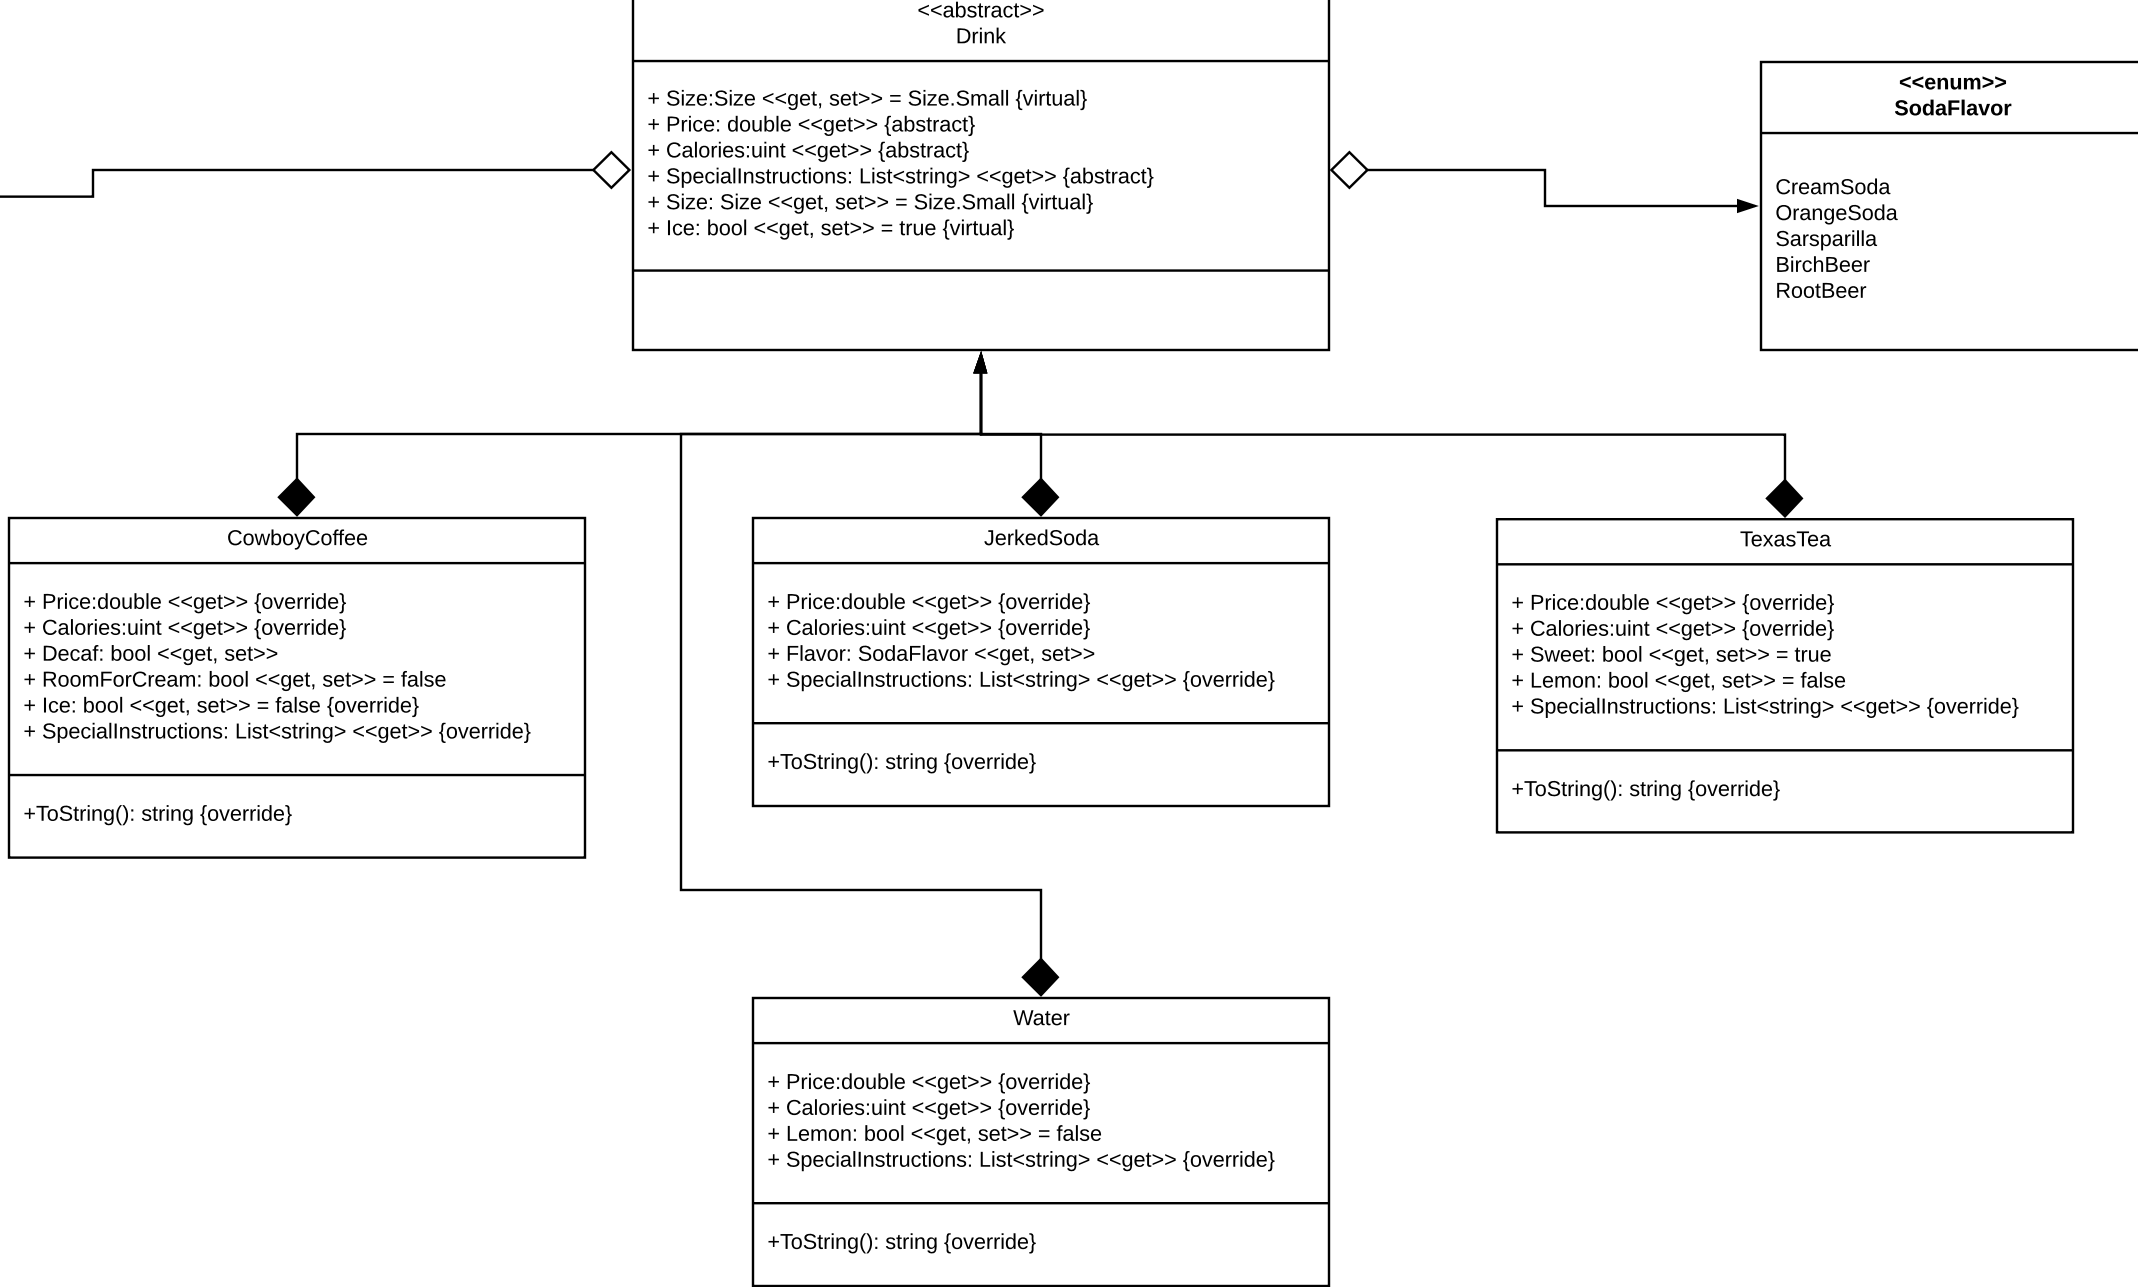 <<abstract>>
Drink
+ Size:Size <<get, set>> = Size.Small {virtual}
+ Price: double <<get>> {abstract}
+ Calories:uint <<get>> {abstract}
+ SpecialInstructions: List<string> <<get>> {abstract}
+ Size: Size <<get, set>> = Size.Small {virtual}
+ Ice: bool <<get, set>> = true {virtual}
<<enum>>
SodaFlavor
CreamSoda
OrangeSoda
Sarsparilla
BirchBeer
RootBeer
CowboyCoffee
+ Price:double <<get>> {override}
+ Calories:uint <<get>> {override}
+ Decaf: bool <<get, set>>
+ RoomForCream: bool <<get, set>> = false
+ Ice: bool <<get, set>> = false {override}
+ SpecialInstructions: List<string> <<get>> {override}
+ToString(): string {override}
JerkedSoda
+ Price:double <<get>> {override}
+ Calories:uint <<get>> {override}
+ Flavor: SodaFlavor <<get, set>>
+ SpecialInstructions: List<string> <<get>> {override}
+ToString(): string {override}
TexasTea
+ Price:double <<get>> {override}
+ Calories:uint <<get>> {override}
+ Sweet: bool <<get, set>> = true
+ Lemon: bool <<get, set>> = false
+ SpecialInstructions: List<string> <<get>> {override}
+ToString(): string {override}
Water
+ Price:double <<get>> {override}
+ Calories:uint <<get>> {override}
+ Lemon: bool <<get, set>> = false
+ SpecialInstructions: List<string> <<get>> {override}
+ToString(): string {override}